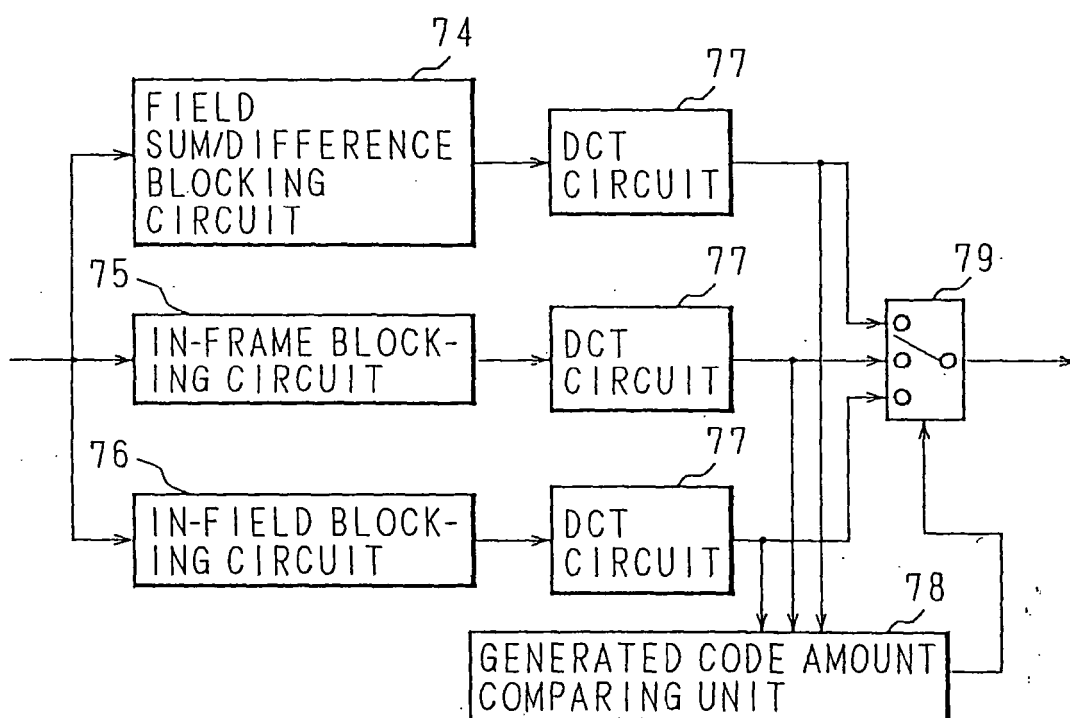 74
FIELD
SUM/DIFFERENCE
BLOCKING
CIRCUIT
77
DCT
CIRCUIT
75
IN-FRAME BLOCK-
ING CIRCUIT
77
DCT
CIRCUIT
79
76
IN-FIELD BLOCK-
ING CIRCUIT
77
DCT
CIRCUIT
78
GENERATED CODE AMOUNT
COMPARING UNIT